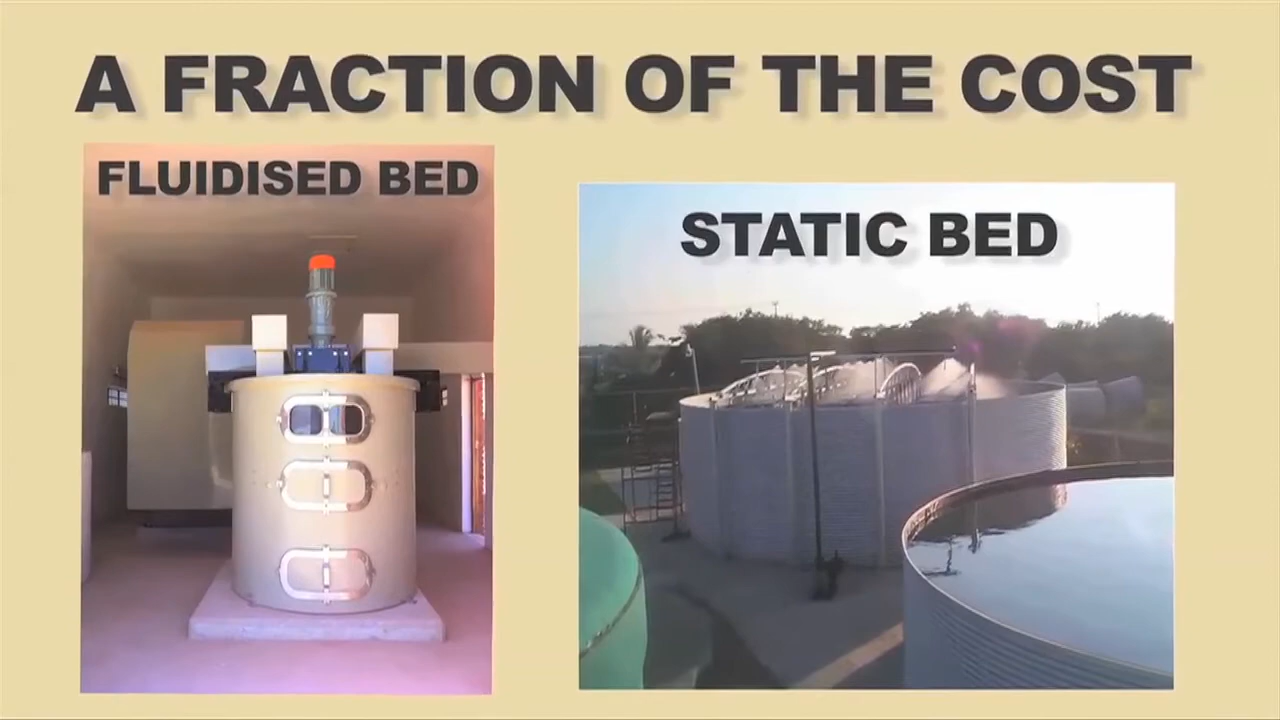 A FRACTION OF THE COST
FLUIDISED BED
STATIC BED